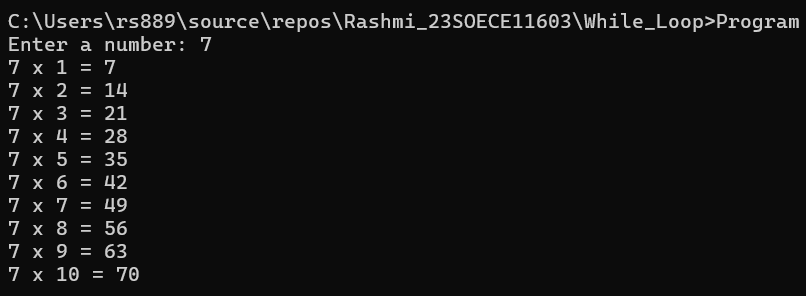 C:\Users\rs889\source\repos\Rashmi_23SOECE11603\While_Loop>Program
Enter a number: 7
7 x 1 = 7
7 x 2 = 14
7 x 3 = 21
7 x 4 = 28
7 x 5 = 35
7 x 6 = 42
7 x 7 = 49
7 x 8 = 56
7 x 9 = 63
7 x 10 = 70